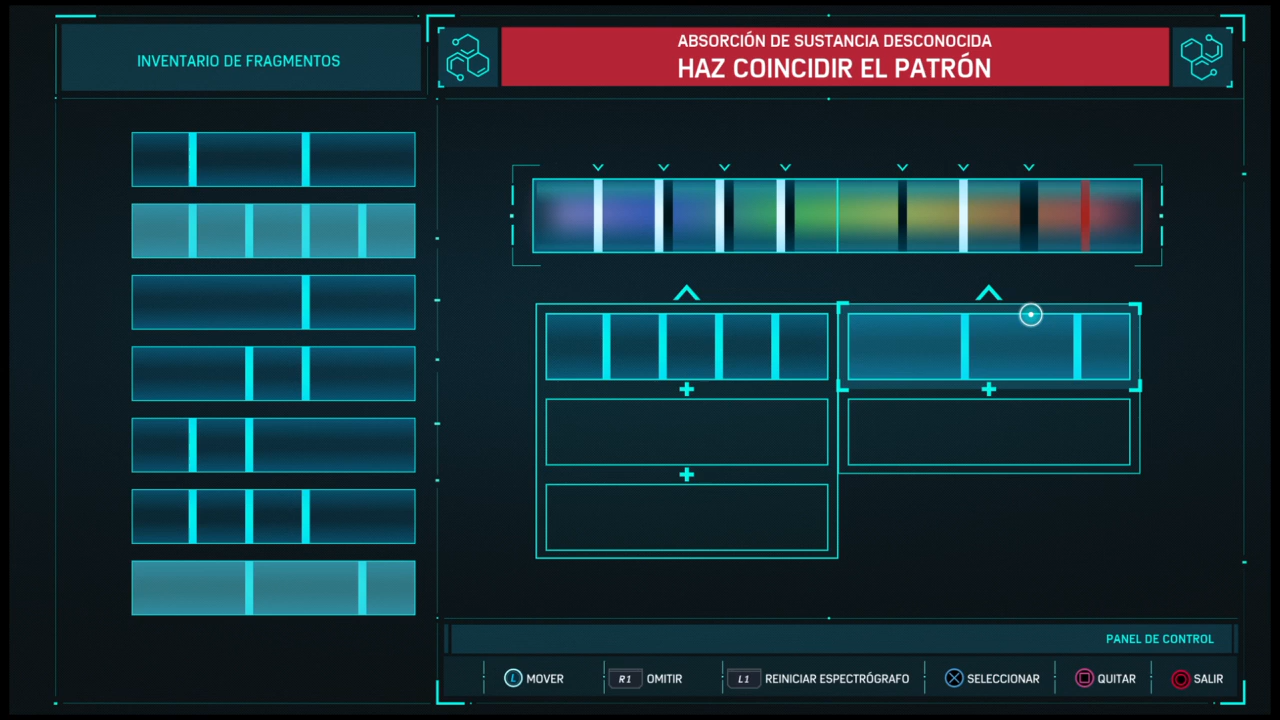 INVENTARIO DE FRAGMENTOS
ABSORCIÓN DE SUSTANCIA DESCONOCIDA
HAZ COINCIDIR EL PATRÓN
PANEL DE CONTROL
L MOVER
R1 OMITIR
L1 REINICIAR ESPECTRÓGRAFO
SELECCIONAR
QUITAR
SALIR